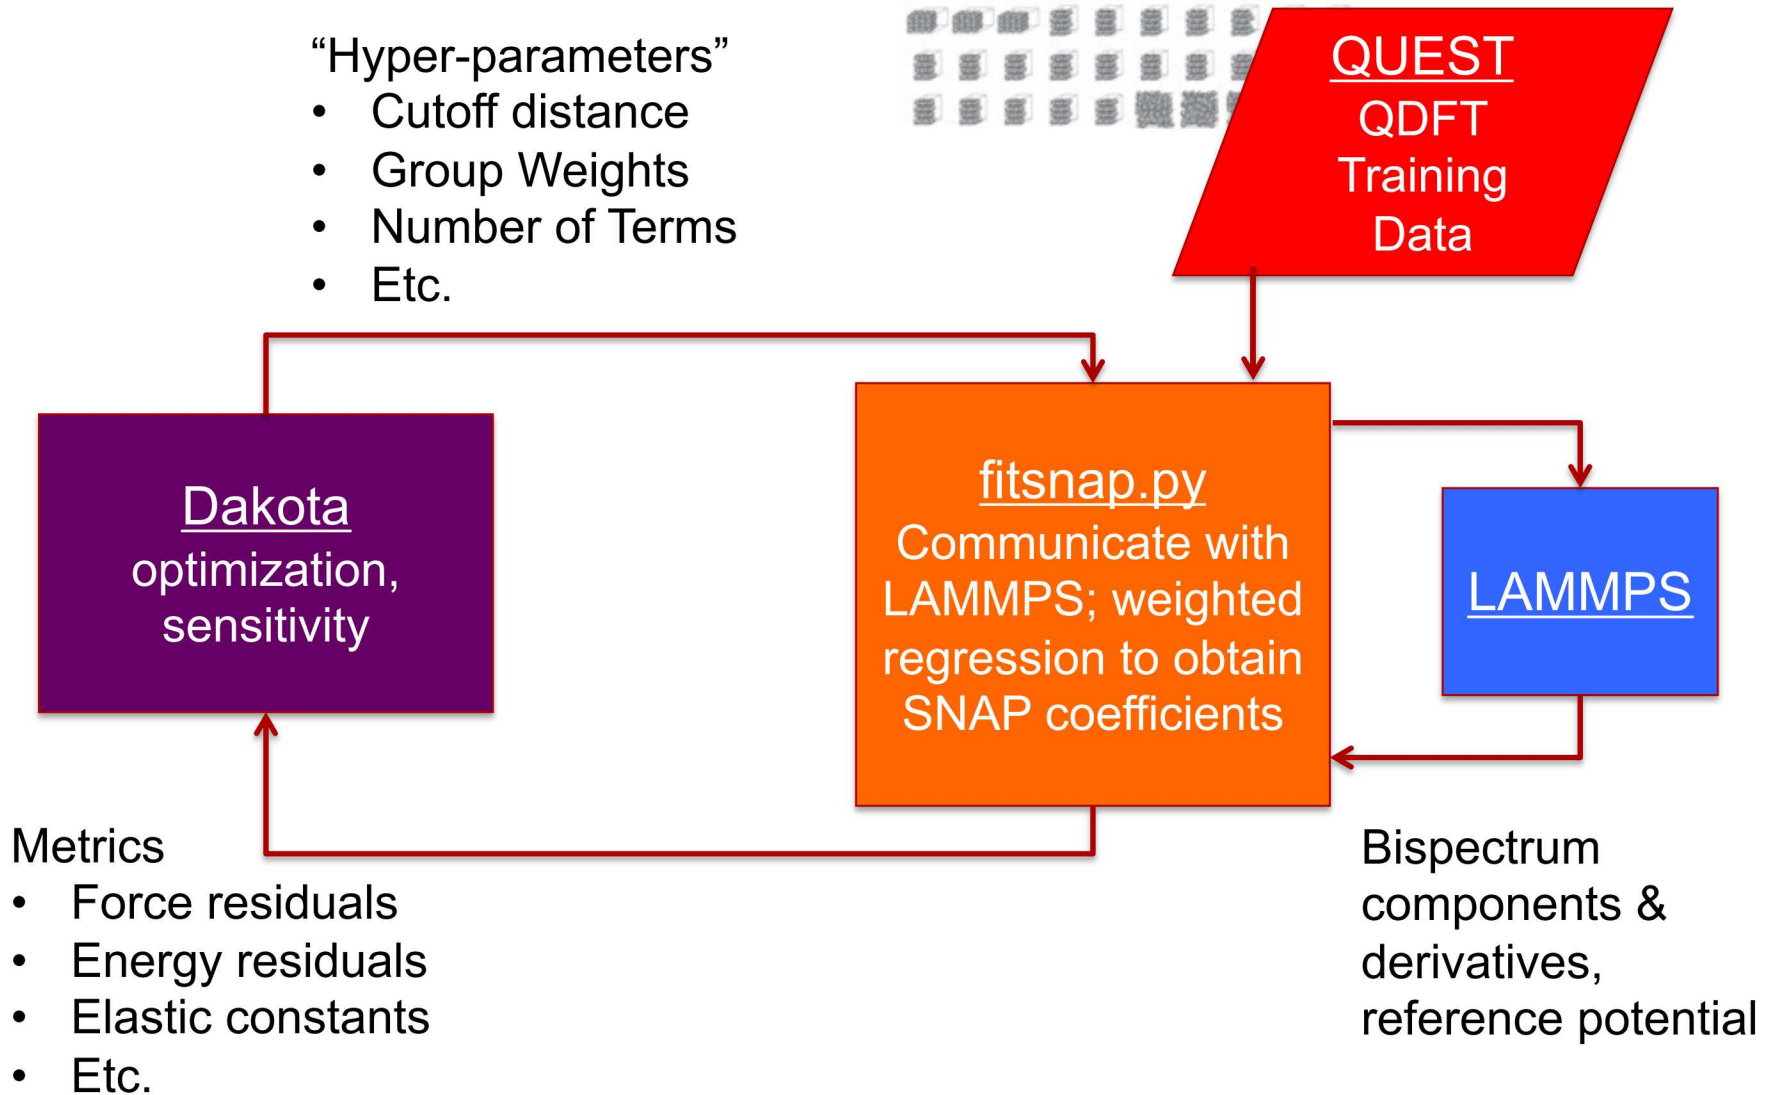 “Hyper-parameters”
• Cutoff distance
• Group Weights
• Number of Terms
• Etc.
QUEST
QDFT
Training
Data
Dakota
optimization,
sensitivity
fitsnap.py
Communicate with
LAMMPS; weighted
regression to obtain
SNAP coefficients
LAMMPS
Metrics
• Force residuals
• Energy residuals
• Elastic constants
• Etc.
Bispectrum
components &
derivatives,
reference potential